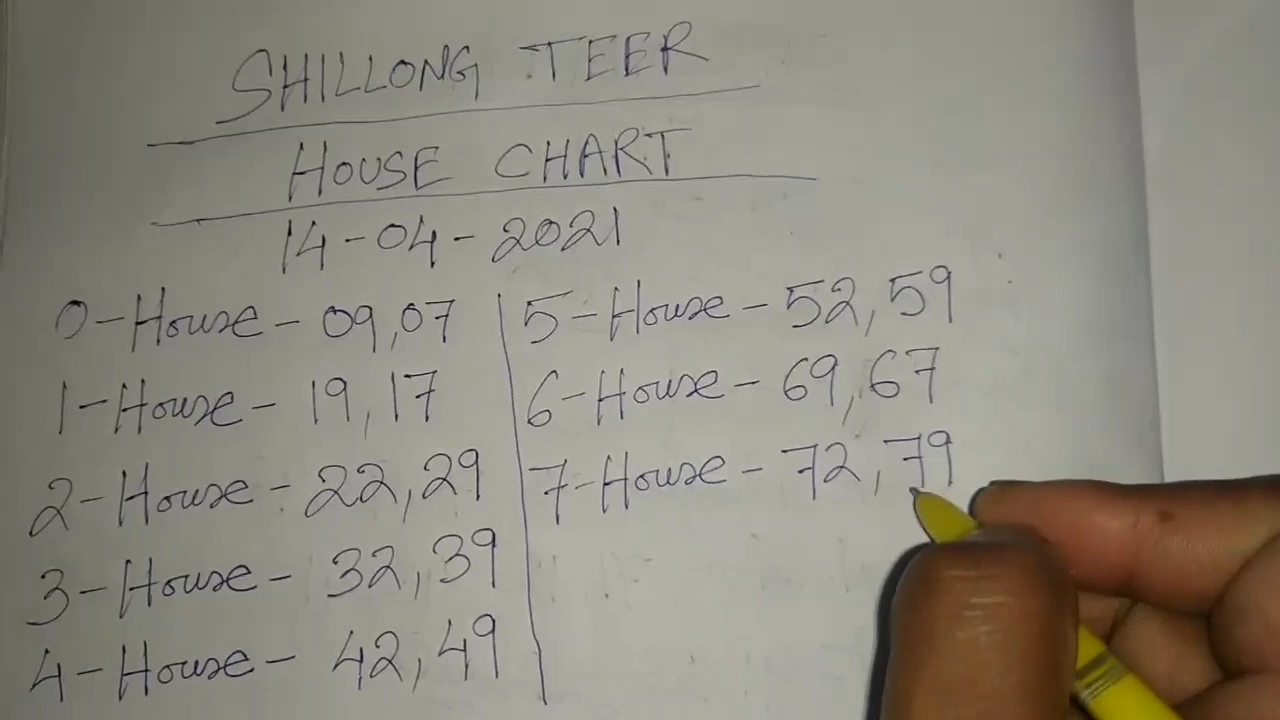 SHILLONG TEER
HOUSE CHART
14-04-2021
0-House-09,07
1-House-19,17
2-House-22,29
3-House-32,39
4-House-42,49
5-House-52,59
6-House-69,67
7-House-72,79